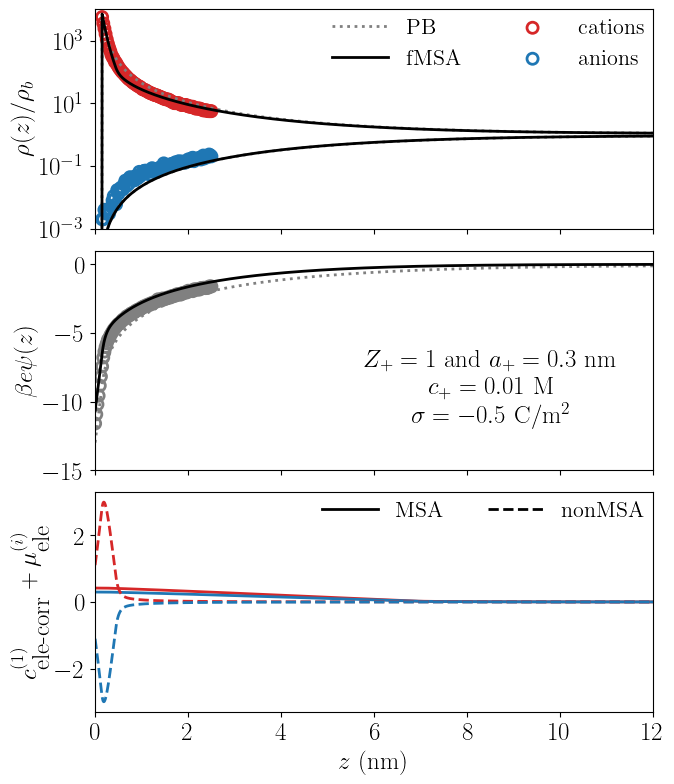 10³
10¹
10⁻¹
10⁻³
ρ(z)/ρ_b
PB
fMSA
cations
anions
0
−5
−10
−15
βeψ(z)
Z₊ = 1 and a₊ = 0.3 nm
c₊ = 0.01 M
σ = −0.5 C/m²
2
0
−2
c^{(1)}_{ele-corr} + μ^{(i)}_{ele}
MSA
nonMSA
0 2 4 6 8 10 12
z (nm)